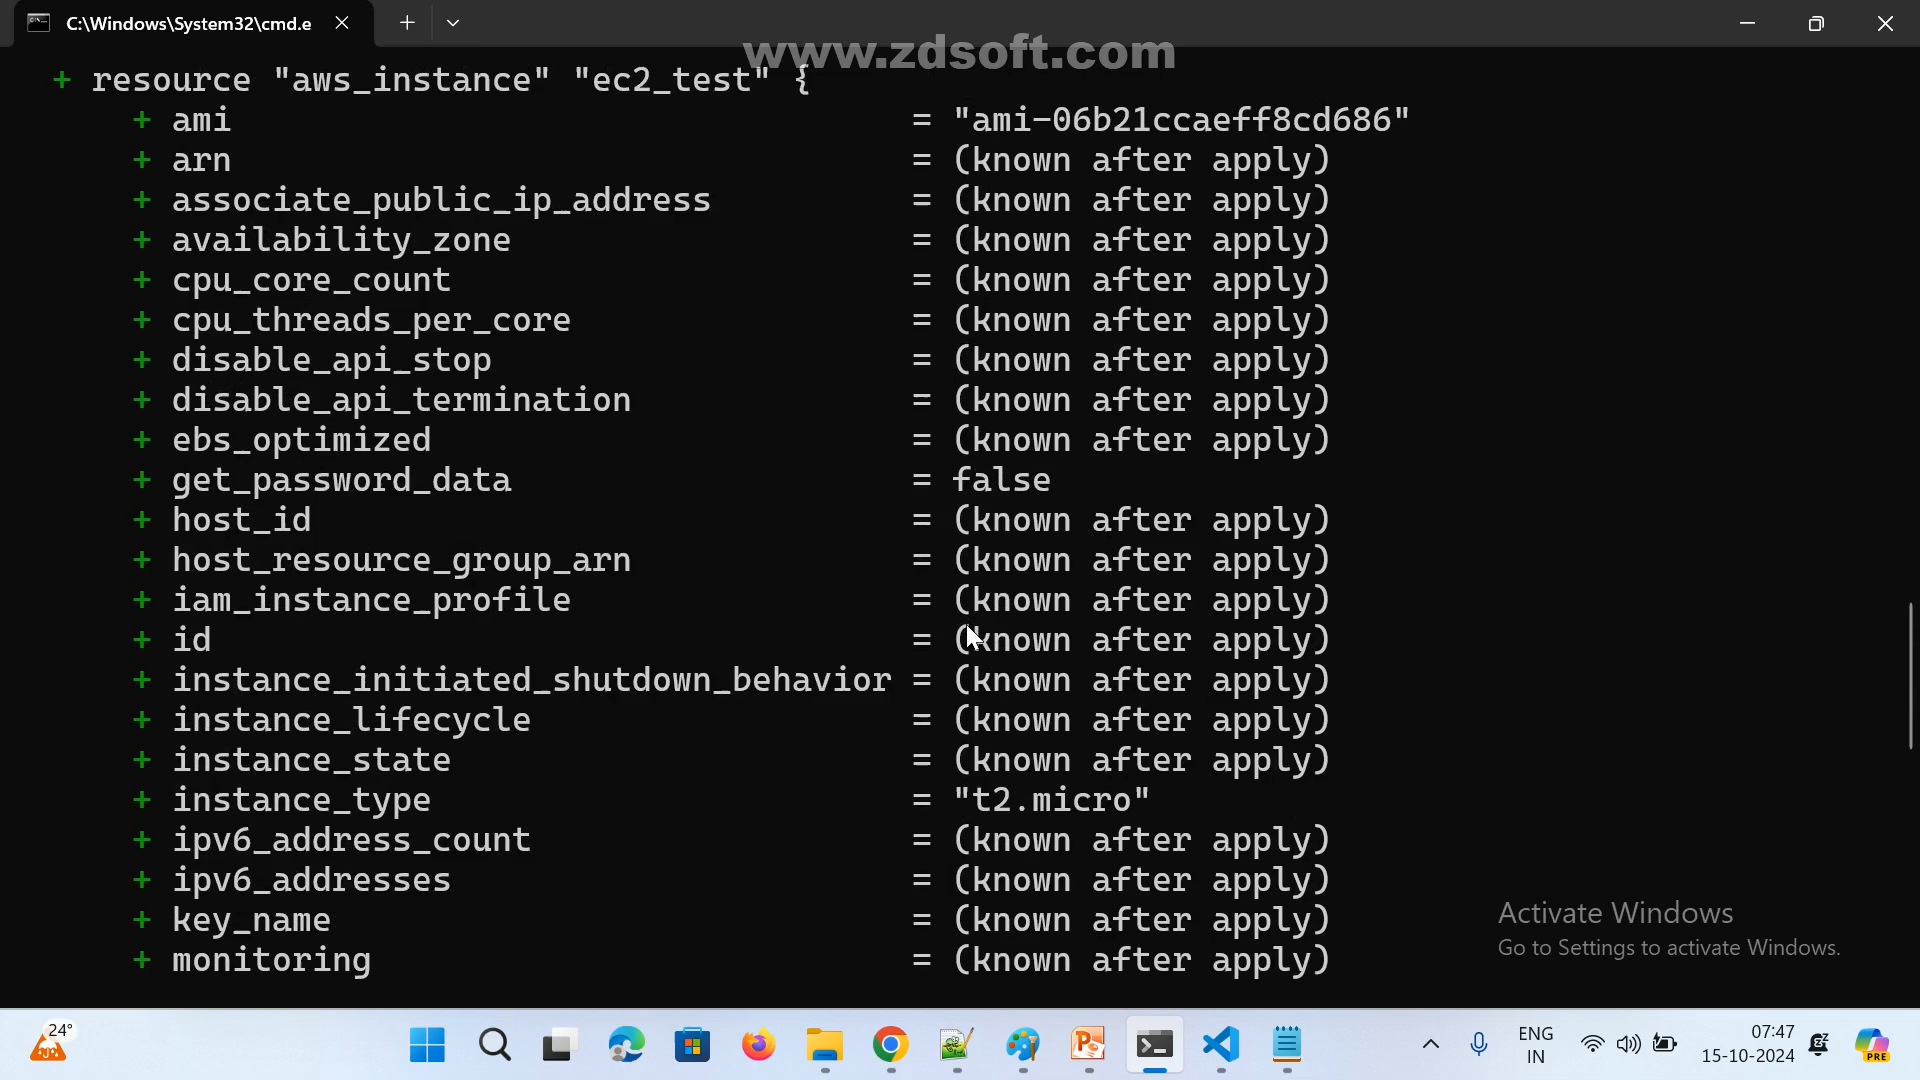 C:\Windows\System32\cmd.e
www.zdsoft.com
+ resource "aws_instance" "ec2_test" {
+ ami = "ami-06b21ccaeff8cd686"
+ arn = (known after apply)
+ associate_public_ip_address = (known after apply)
+ availability_zone = (known after apply)
+ cpu_core_count = (known after apply)
+ cpu_threads_per_core = (known after apply)
+ disable_api_stop = (known after apply)
+ disable_api_termination = (known after apply)
+ ebs_optimized = (known after apply)
+ get_password_data = false
+ host_id = (known after apply)
+ host_resource_group_arn = (known after apply)
+ iam_instance_profile = (known after apply)
+ id = (known after apply)
+ instance_initiated_shutdown_behavior = (known after apply)
+ instance_lifecycle = (known after apply)
+ instance_state = (known after apply)
+ instance_type = "t2.micro"
+ ipv6_address_count = (known after apply)
+ ipv6_addresses = (known after apply)
+ key_name = (known after apply)
+ monitoring = (known after apply)
Activate Windows
Go to Settings to activate Windows.
24°
ENG
IN
07:47
15-10-2024
PRE